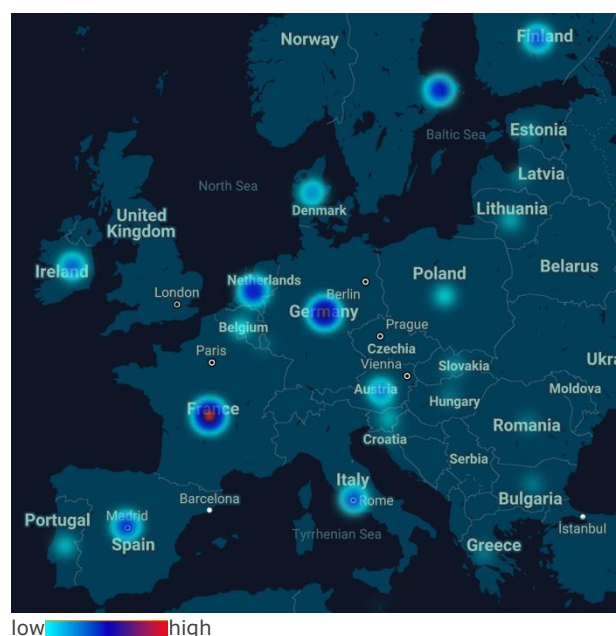 Norway
Finland
Baltic Sea
Estonia
Latvia
North Sea
Denmark
Lithuania
United
Kingdom
Ireland
Netherlands
Poland
Belarus
London
Berlin
Germany
Belgium
Prague
Paris
Czechia
Vienna
Slovakia
Ukra
Austria
Hungary
Moldova
France
Croatia
Romania
Serbia
Italy
Barcelona
Rome
Bulgaria
Portugal
Madrid
Spain
Tyrrhenian Sea
İstanbul
Greece
low
high